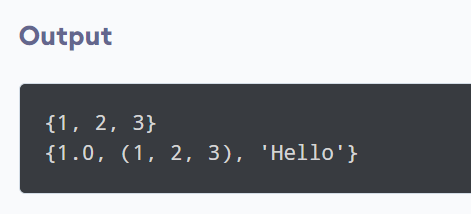 Output
{1, 2, 3}
{1.0, (1, 2, 3), 'Hello'}